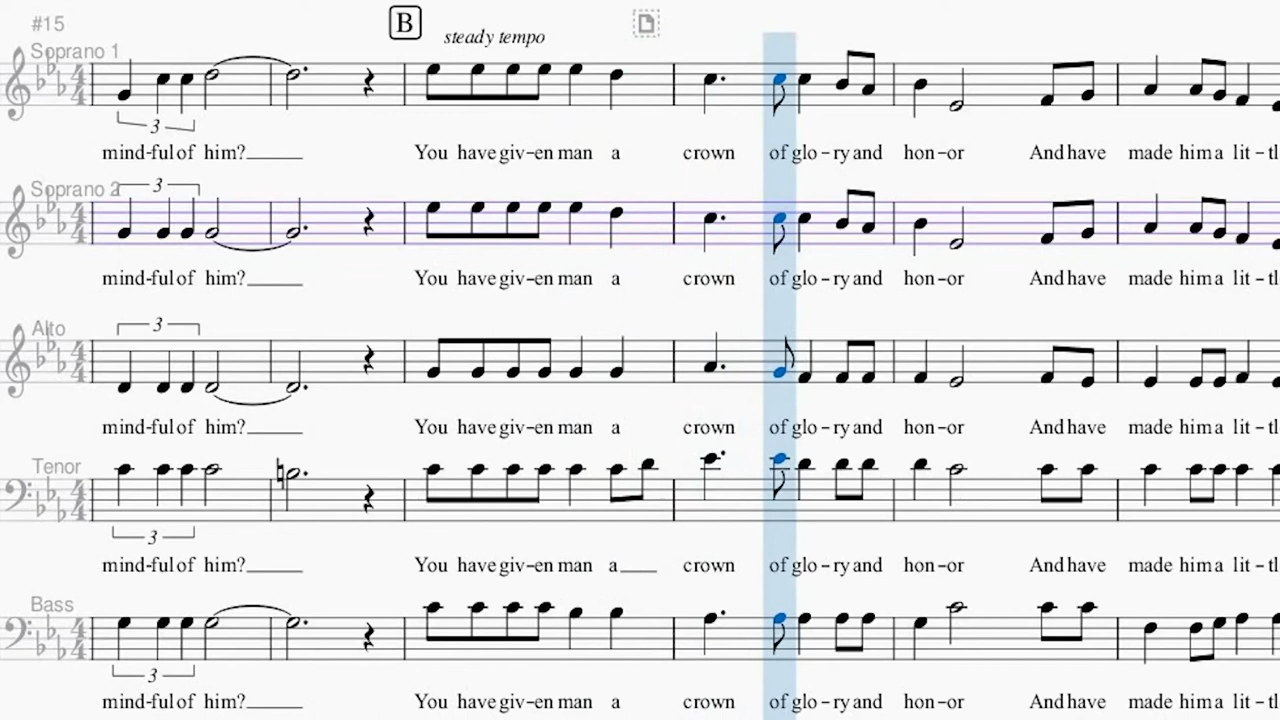 #15
B
steady tempo
Soprano 1
3
mind-ful of him?____ You have giv-en man a crown of glo-ry and hon-or And have made him a lit-tl
Soprano 2
3
mind-ful of him?____ You have giv-en man a crown of glo-ry and hon-or And have made him a lit-tl
Alto
3
mind-ful of him?____ You have giv-en man a crown of glo-ry and hon-or And have made him a lit-tl
Tenor
3
mind-ful of him?____ You have giv-en man a___ crown of glo-ry and hon-or And have made him a lit-tl
Bass
3
mind-ful of him?____ You have giv-en man a crown of glo-ry and hon-or And have made him a lit-tl